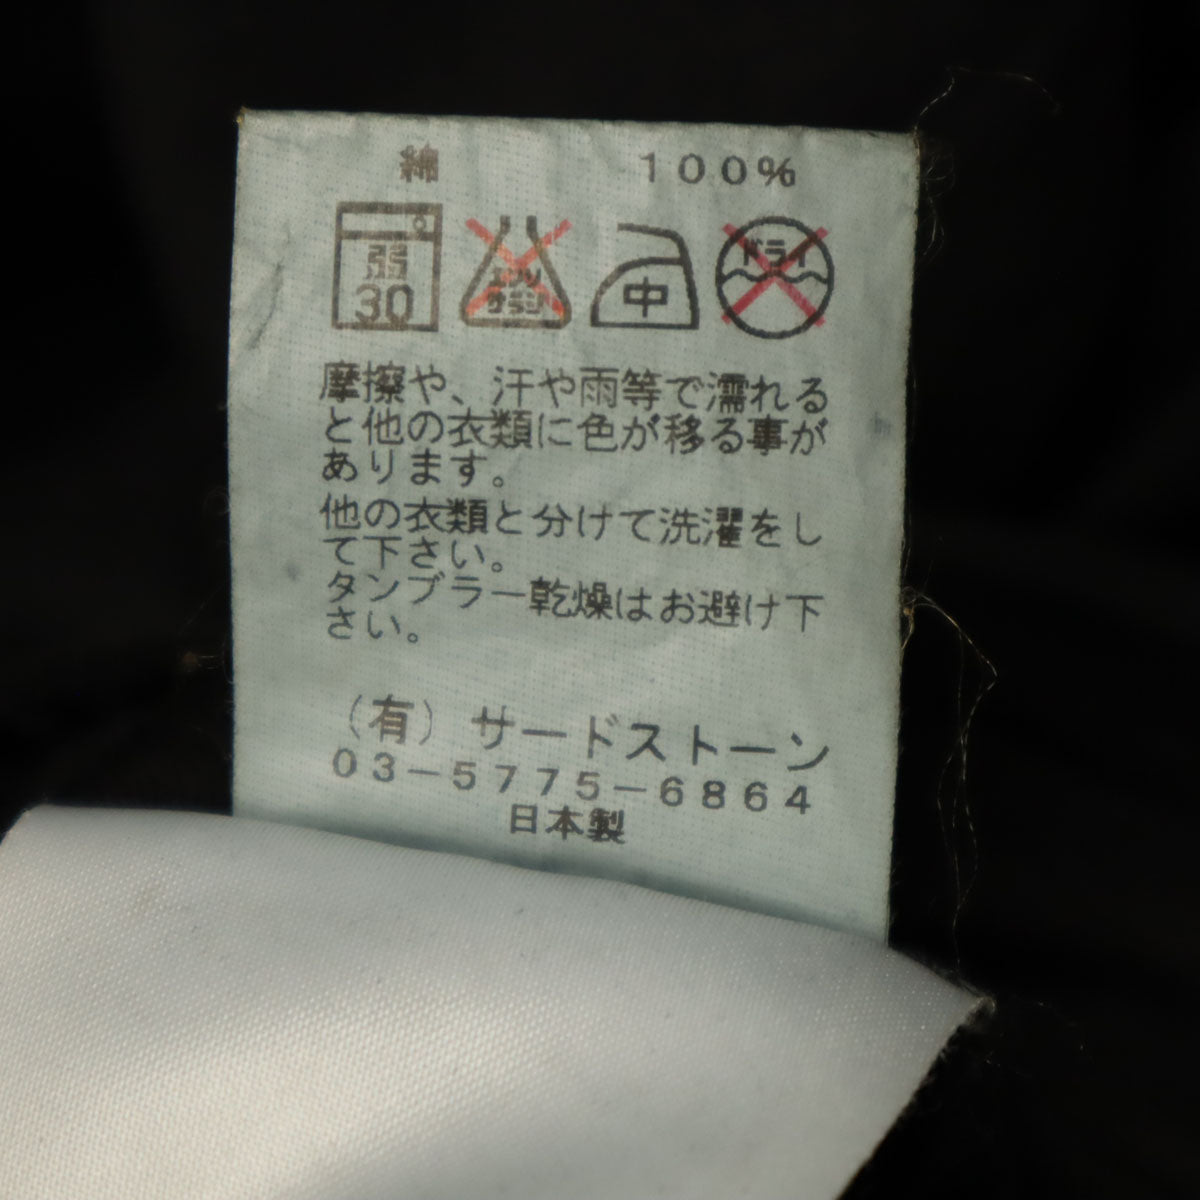 綿 100%
弱 エンソ 中 ドライ
30 サラシ
摩擦や、汗や雨等で濡れる
と他の衣類に色が移る事が
あります。
他の衣類と分けて洗濯をし
て下さい。
タンブラー乾燥はお避け下
さい。
(有)サードストーン
03-5775-6864
日本製